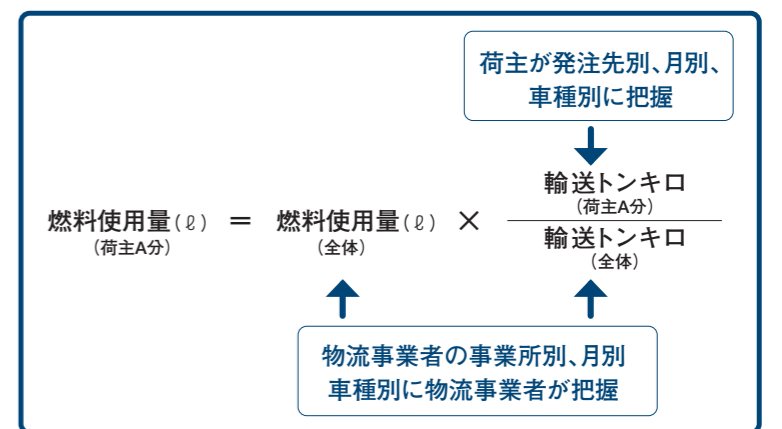 荷主が発注先別、月別、
車種別に把握
輸送トンキロ
(荷主A分)
燃料使用量(ℓ) = 燃料使用量(ℓ) ×
(荷主A分)
(全体)
輸送トンキロ
(全体)
物流事業者の事業所別、月別
車種別に物流事業者が把握